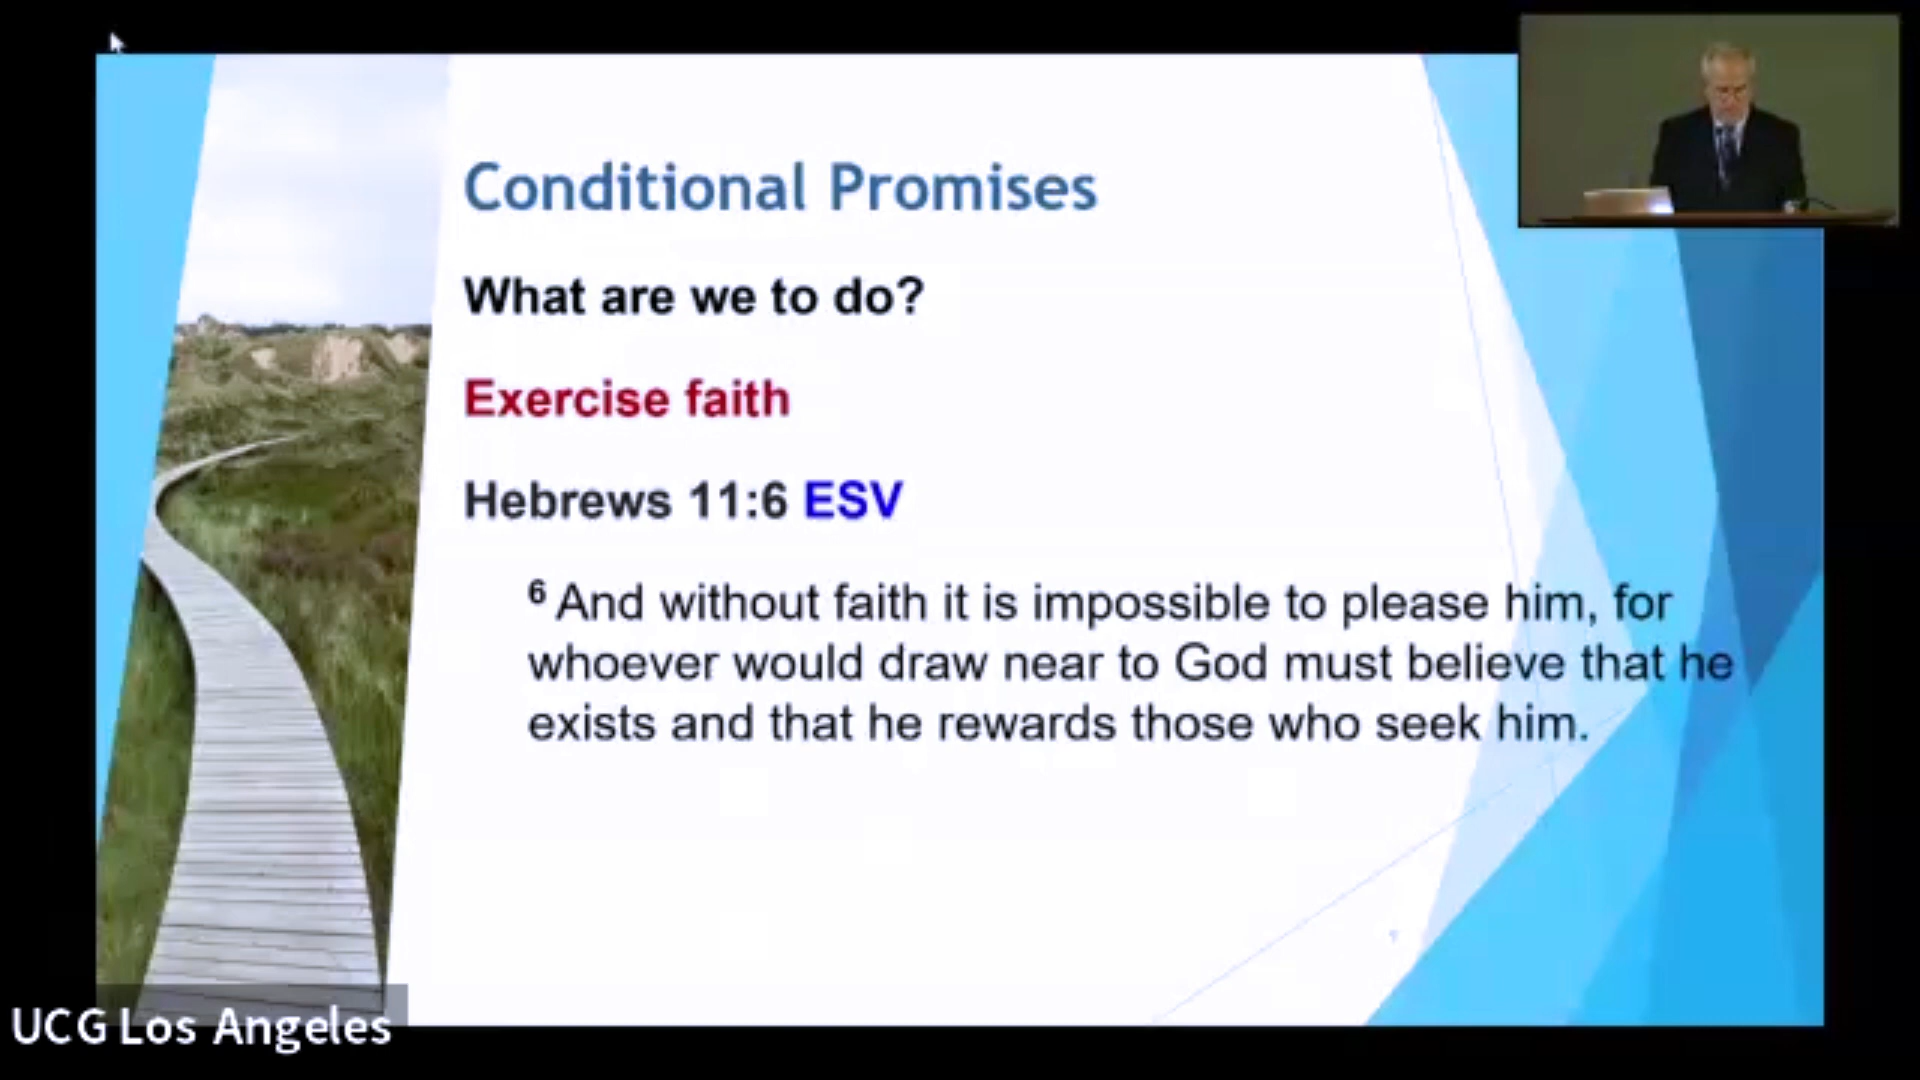 Conditional Promises
What are we to do?
Exercise faith
Hebrews 11:6 ESV
6 And without faith it is impossible to please him, for
whoever would draw near to God must believe that he
exists and that he rewards those who seek him.
UCG Los Angeles